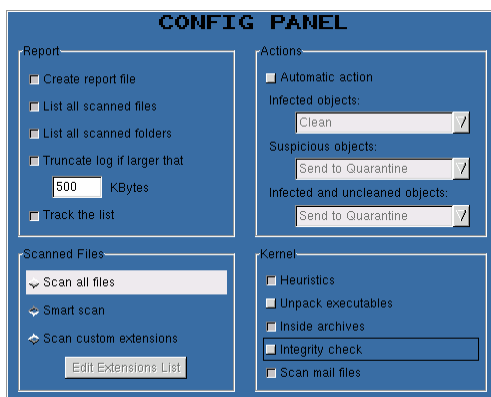 CONFIG PANEL
Report
Create report file
List all scanned files
List all scanned folders
Truncate log if larger that
500 KBytes
Track the list
Actions
Automatic action
Infected objects:
Clean
Suspicious objects:
Send to Quarantine
Infected and uncleaned objects:
Send to Quarantine
Scanned Files
Scan all files
Smart scan
Scan custom extensions
Edit Extensions List
Kernel
Heuristics
Unpack executables
Inside archives
Integrity check
Scan mail files